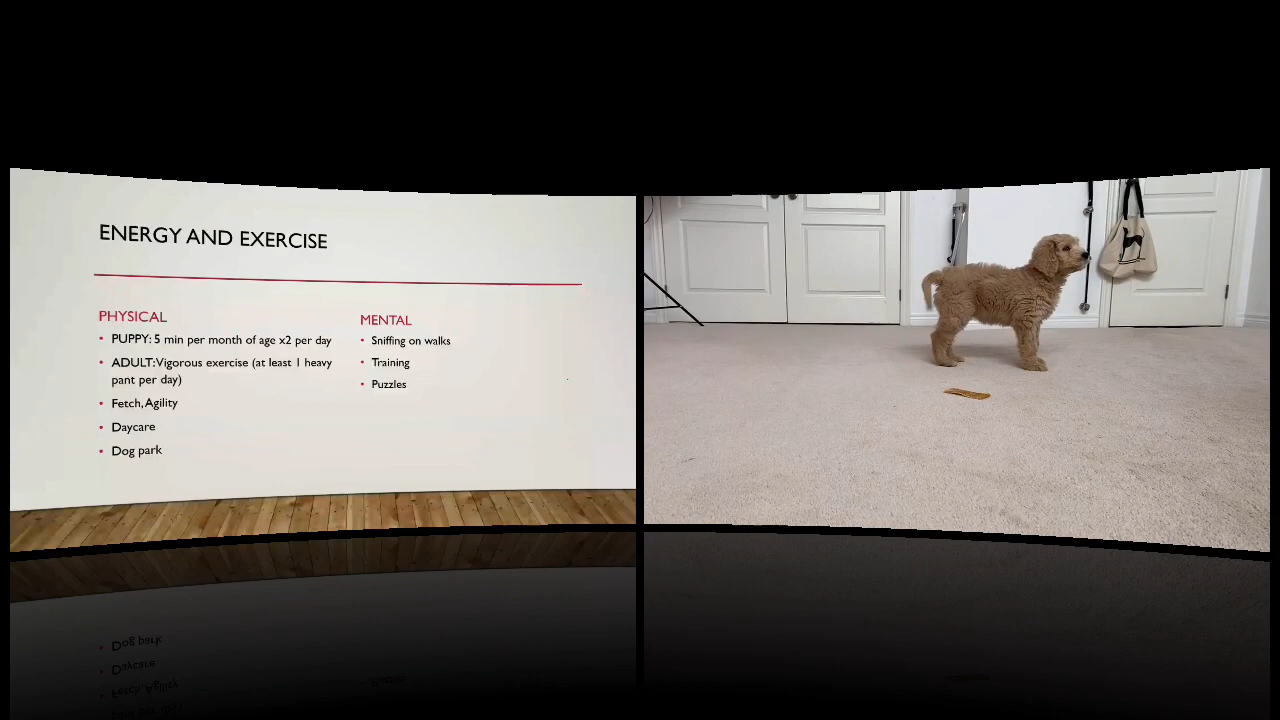 ENERGY AND EXERCISE
PHYSICAL
• PUPPY: 5 min per month of age x2 per day
• ADULT: Vigorous exercise (at least 1 heavy
pant per day)
• Fetch, Agility
• Daycare
• Dog park
MENTAL
• Sniffing on walks
• Training
• Puzzles